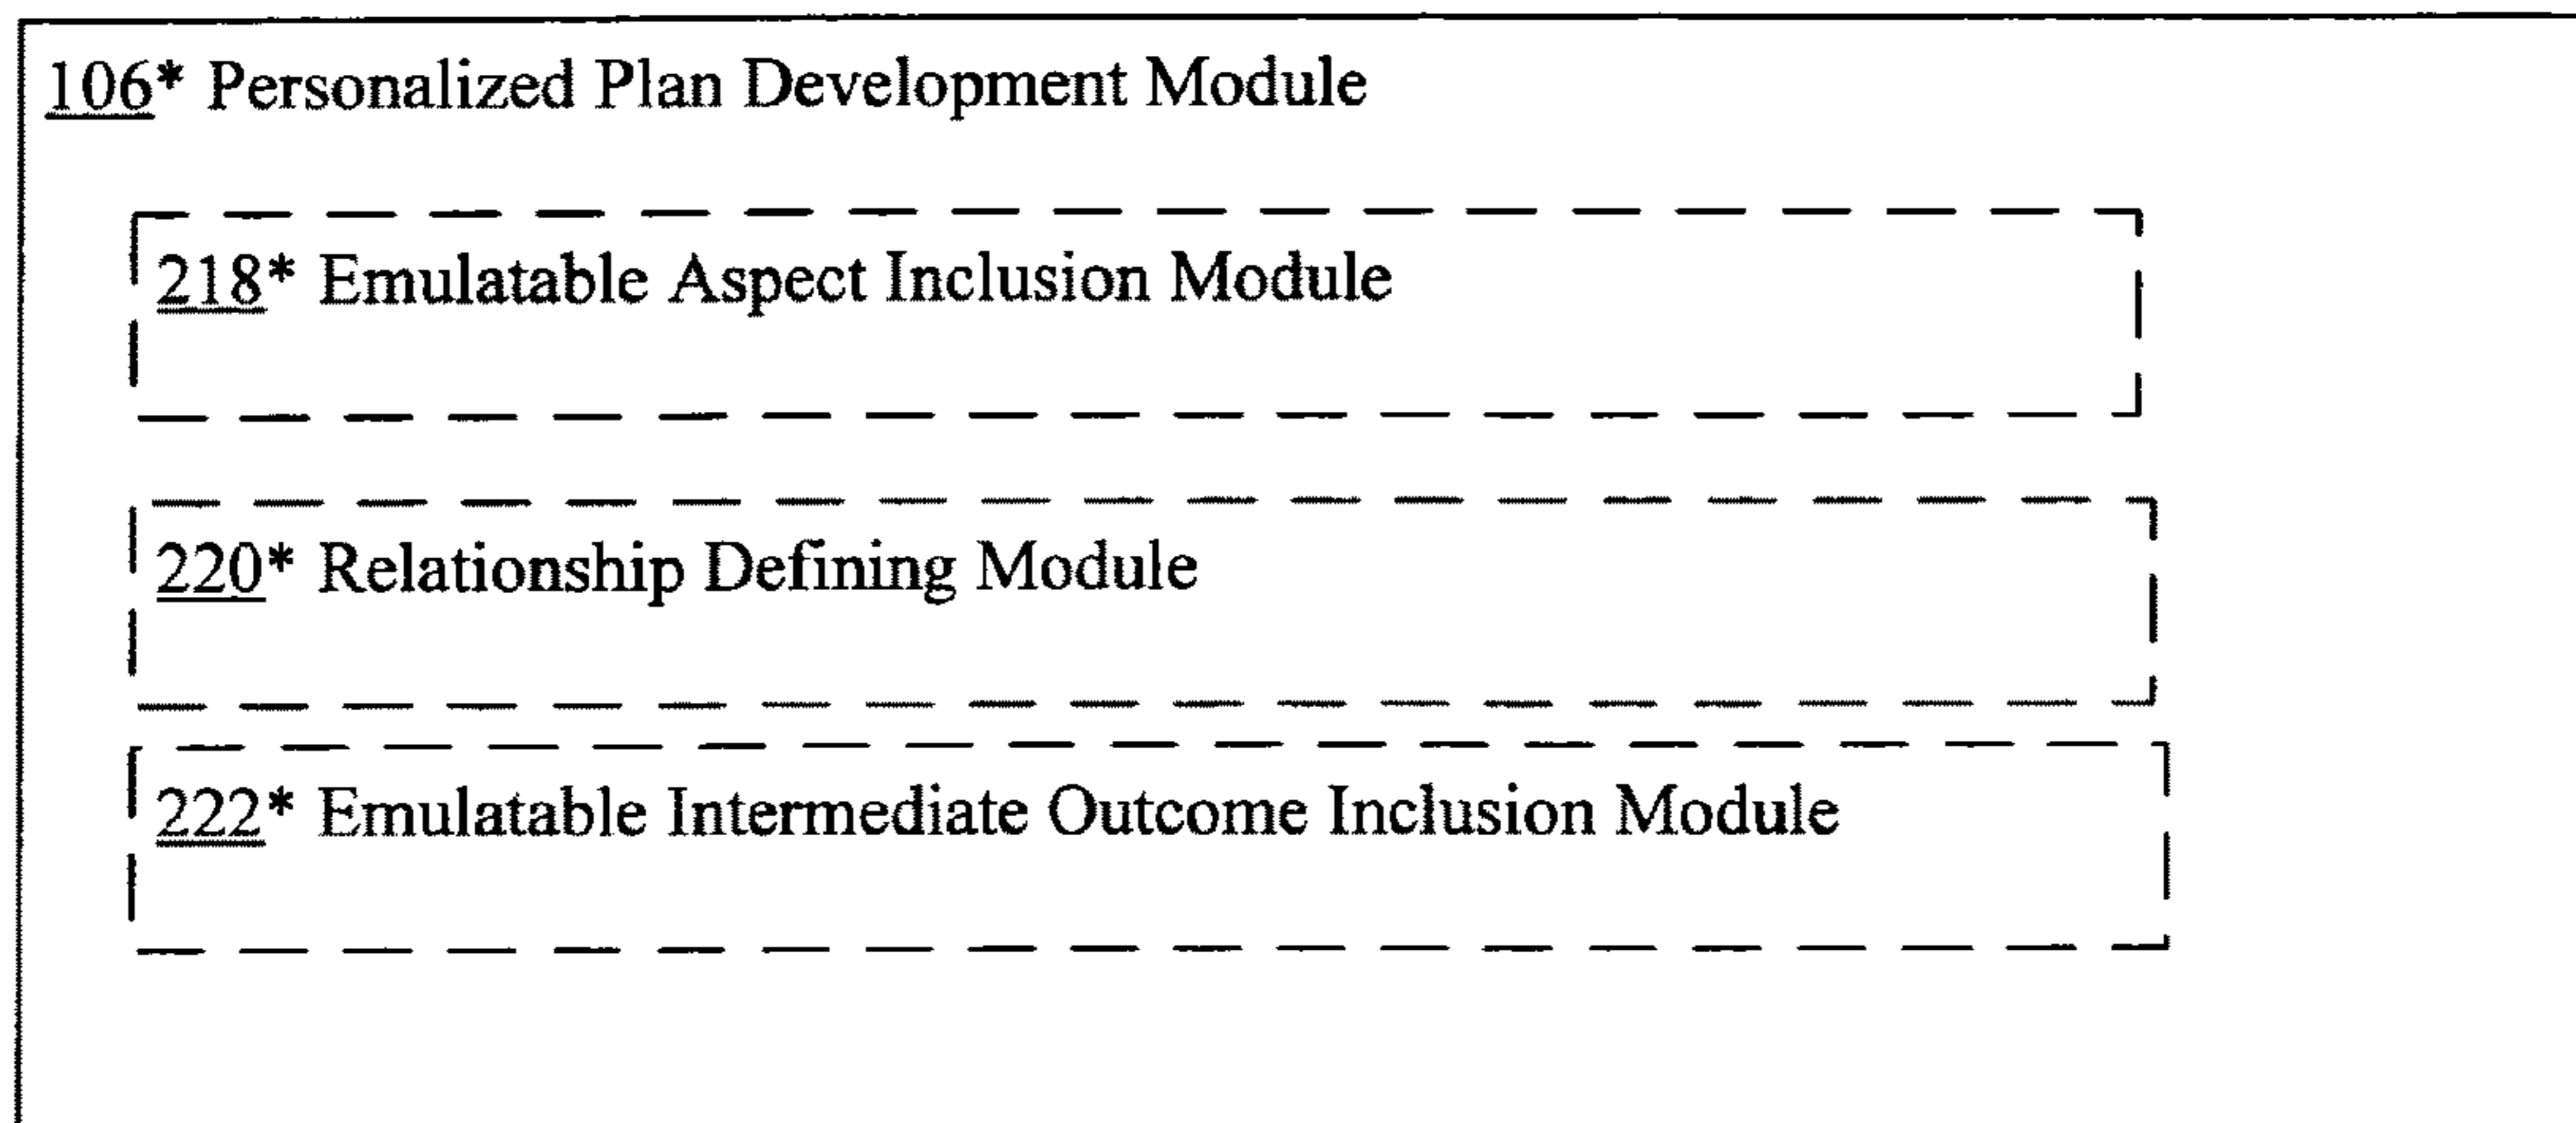 106* Personalized Plan Development Module
218* Emulatable Aspect Inclusion Module
220* Relationship Defining Module
222* Emulatable Intermediate Outcome Inclusion Module